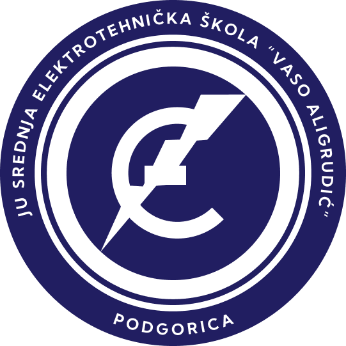 JU SREDNJA ELEKTROTEHNIČKA ŠKOLA "VASO ALIGRUDIĆ"
PODGORICA